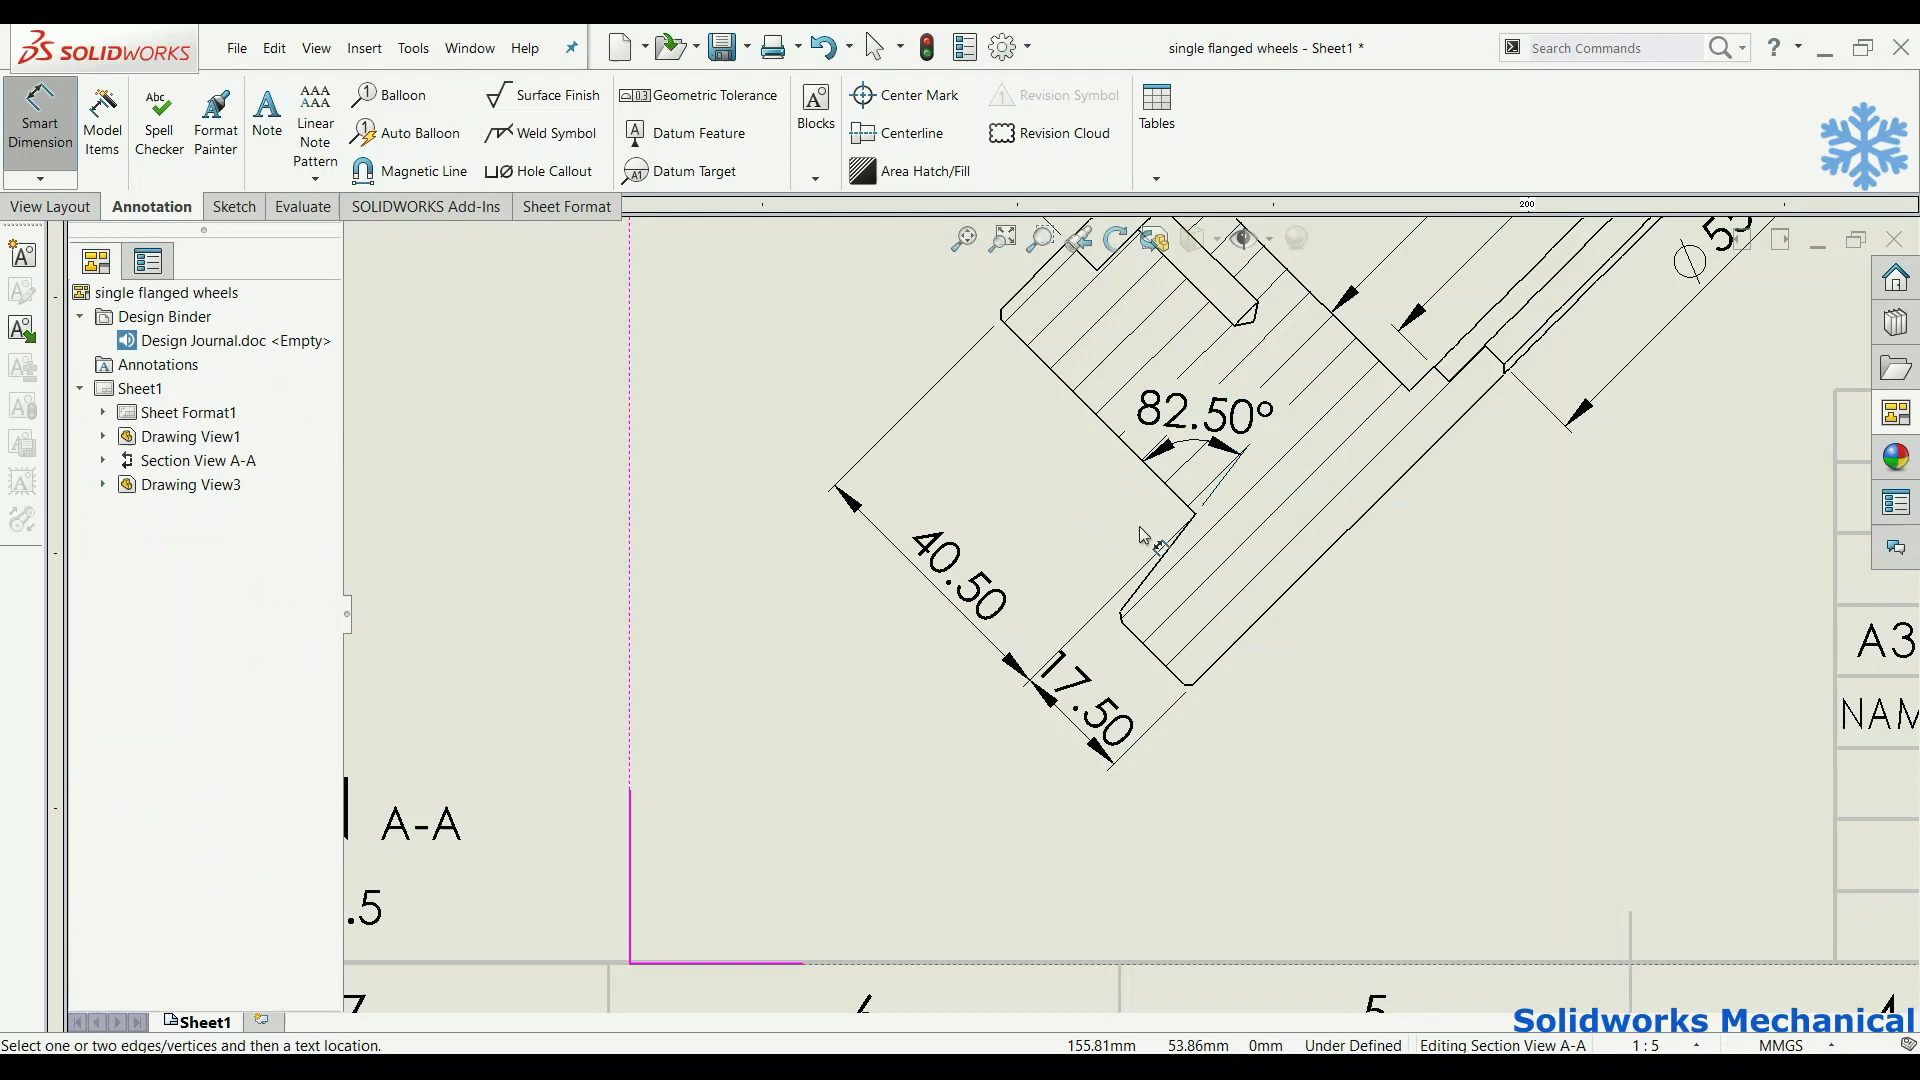 SOLIDWORKS
File Edit View Insert Tools Window Help
single flanged wheels - Sheet1 *
Search Commands
Smart Dimension
Model Items
Spell Checker
Format Painter
Note
Linear Note Pattern
Balloon
Auto Balloon
Magnetic Line
Surface Finish
Weld Symbol
Hole Callout
Geometric Tolerance
Datum Feature
Datum Target
Blocks
Center Mark
Centerline
Area Hatch/Fill
Revision Symbol
Revision Cloud
Tables
View Layout Annotation Sketch Evaluate SOLIDWORKS Add-Ins Sheet Format
200
single flanged wheels
Design Binder
Design Journal.doc <Empty>
Annotations
Sheet1
Sheet Format1
Drawing View1
Section View A-A
Drawing View3
82.50°
40.50
17.50
A3
A-A
.5
5
Sheet1
Solidworks Mechanical
Select one or two edges/vertices and then a text location.
155.81mm 53.86mm 0mm Under Defined Editing Section View A-A 1 : 5 MMGS